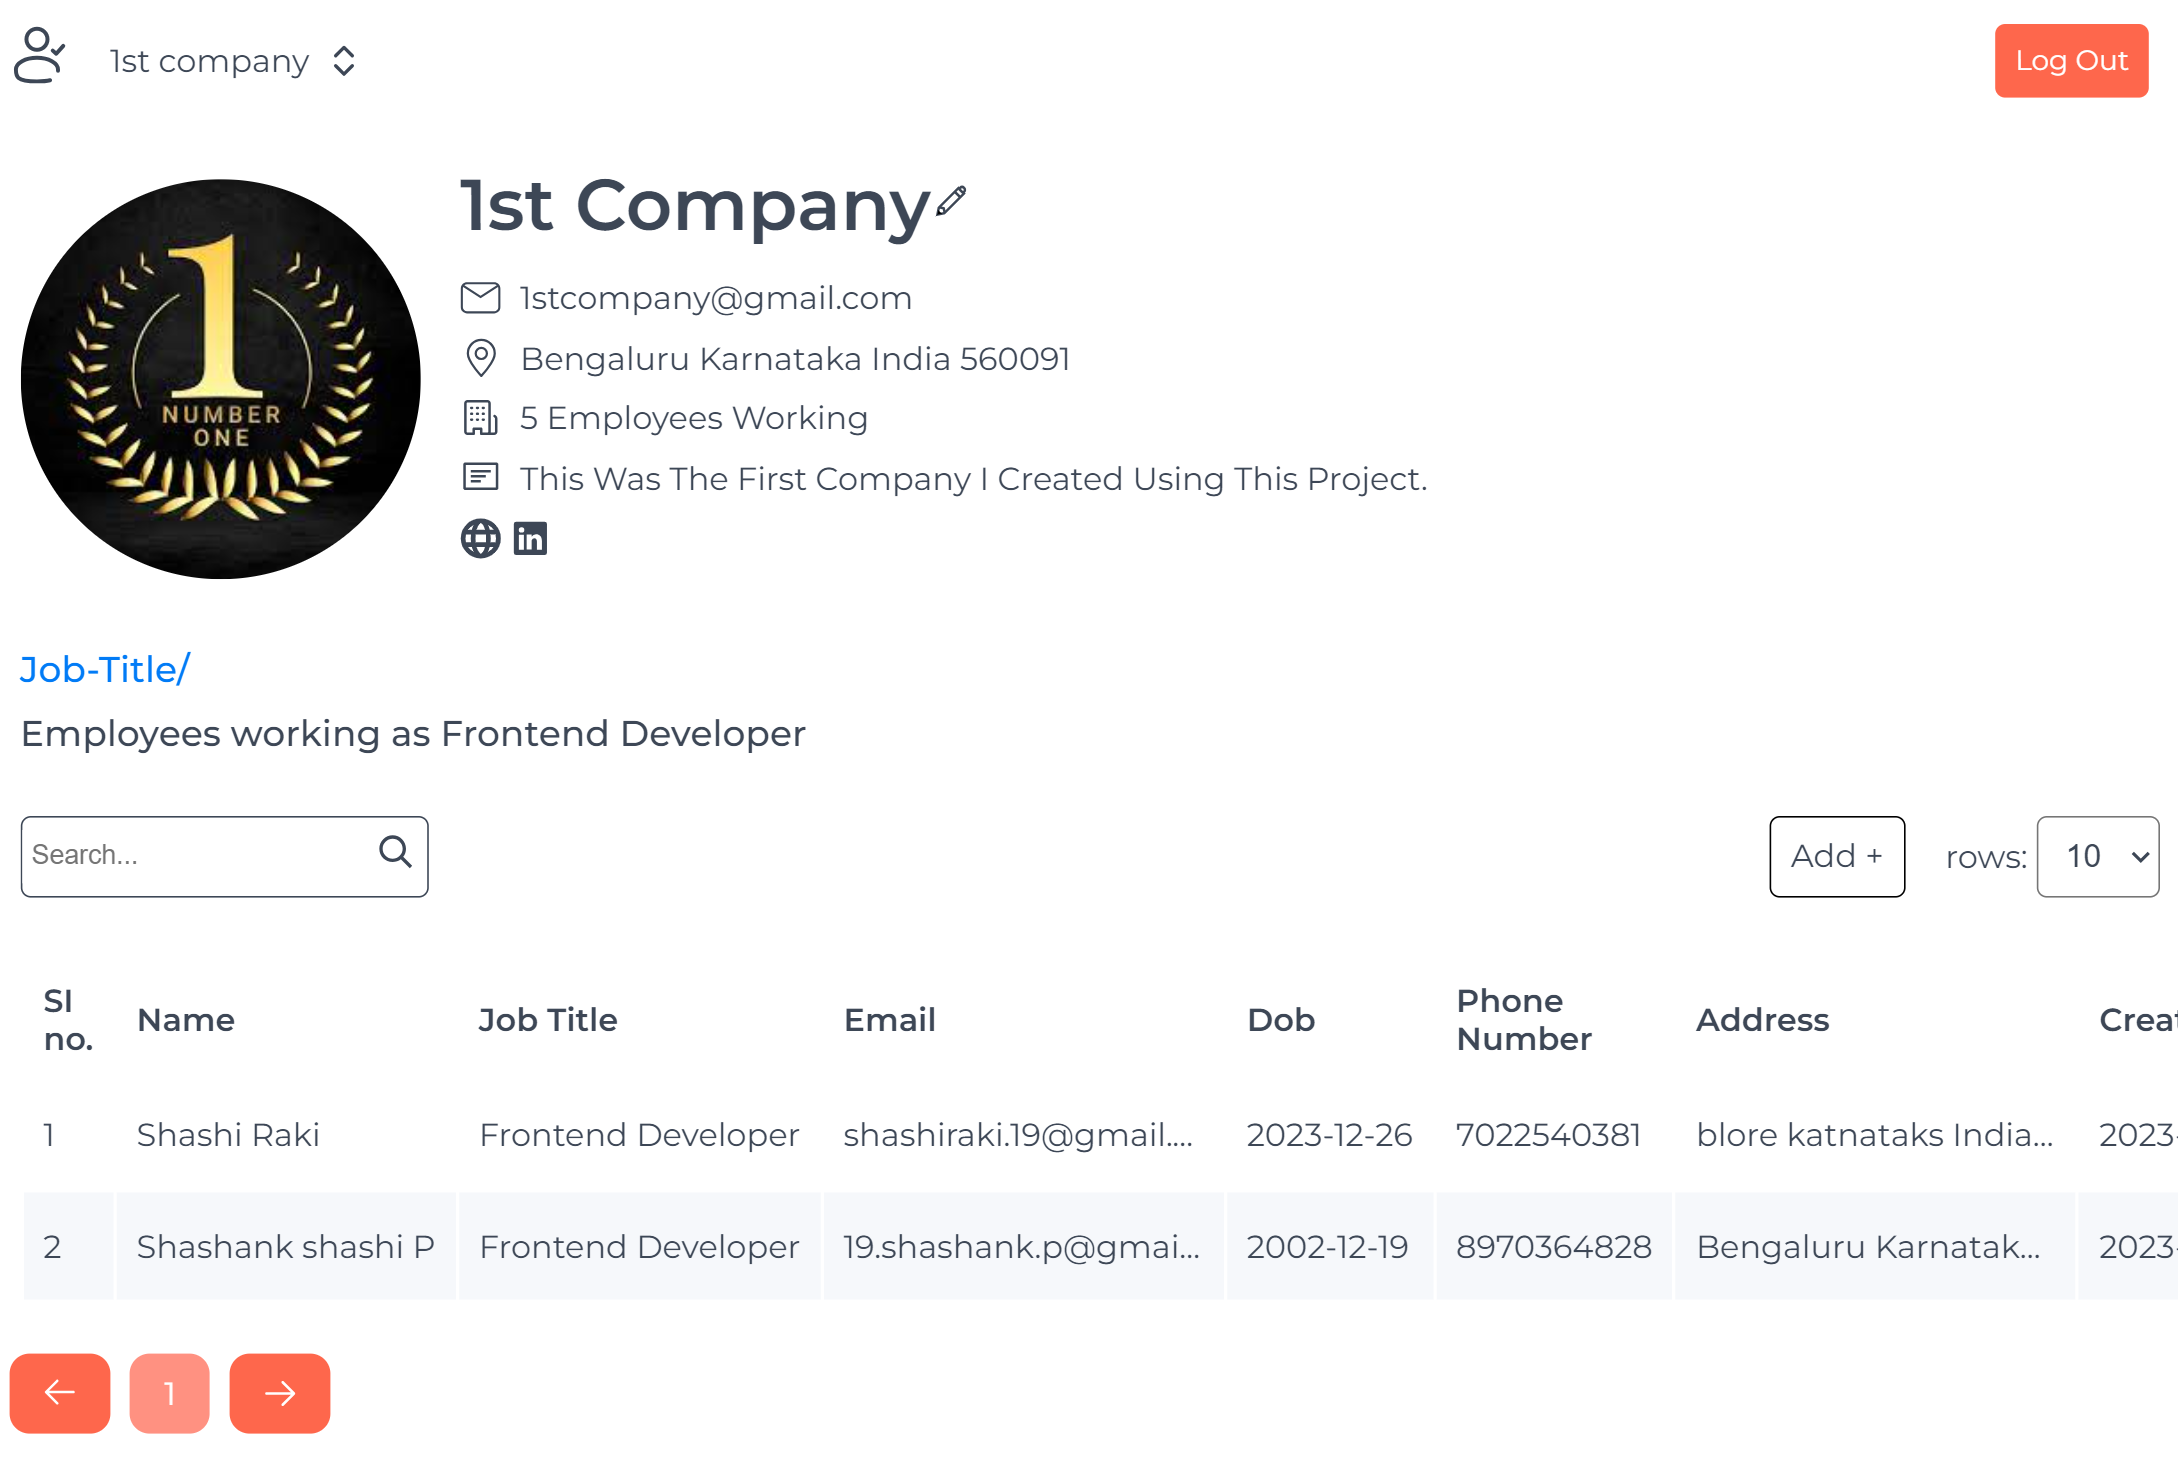 1st company
Log Out
1
NUMBER
ONE
1st Company
1stcompany@gmail.com
Bengaluru Karnataka India 560091
5 Employees Working
This Was The First Company I Created Using This Project.
in
Job-Title/
Employees working as Frontend Developer
Search...
Add +
rows: 10
Sl no. Name Job Title Email Dob Phone Number Address Creat
1 Shashi Raki Frontend Developer shashiraki.19@gmail.... 2023-12-26 7022540381 blore katnataks India... 2023-
2 Shashank shashi P Frontend Developer 19.shashank.p@gmai... 2002-12-19 8970364828 Bengaluru Karnatak... 2023-
1